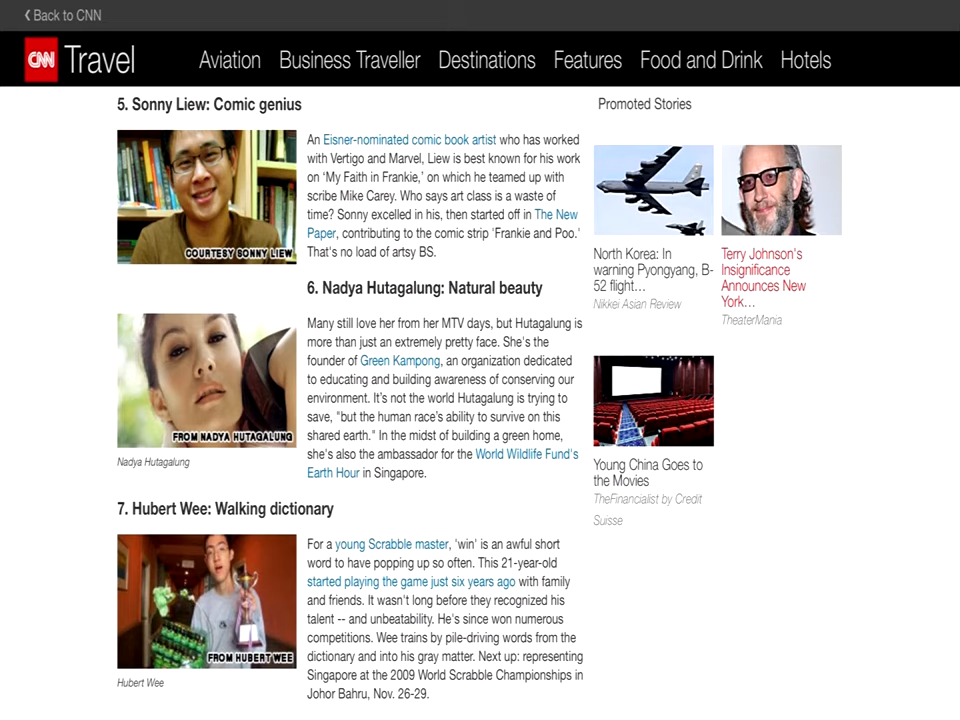 Back to CNN
CNN Travel
Aviation Business Traveller Destinations Features Food and Drink Hotels
5. Sonny Liew: Comic genius
COURTESY SONNY LIEW
An Eisner-nominated comic book artist who has worked
with Vertigo and Marvel, Liew is best known for his work
on ‘My Faith in Frankie,’ on which he teamed up with
scribe Mike Carey. Who says art class is a waste of
time? Sonny excelled in his, then started off in The New
Paper, contributing to the comic strip 'Frankie and Poo.'
That's no load of artsy BS.
6. Nadya Hutagalung: Natural beauty
FROM NADYA HUTAGALUNG
Nadya Hutagalung
Many still love her from her MTV days, but Hutagalung is
more than just an extremely pretty face. She's the
founder of Green Kampong, an organization dedicated
to educating and building awareness of conserving our
environment. It’s not the world Hutagalung is trying to
save, "but the human race’s ability to survive on this
shared earth." In the midst of building a green home,
she's also the ambassador for the World Wildlife Fund's
Earth Hour in Singapore.
7. Hubert Wee: Walking dictionary
FROM HUBERT WEE
Hubert Wee
For a young Scrabble master, 'win' is an awful short
word to have popping up so often. This 21-year-old
started playing the game just six years ago with family
and friends. It wasn't long before they recognized his
talent -- and unbeatability. He's since won numerous
competitions. Wee trains by pile-driving words from the
dictionary and into his gray matter. Next up: representing
Singapore at the 2009 World Scrabble Championships in
Johor Bahru, Nov. 26-29.
Promoted Stories
North Korea: In
warning Pyongyang, B-
52 flight…
Nikkei Asian Review
Terry Johnson's
Insignificance
Announces New
York…
TheaterMania
Young China Goes to
the Movies
TheFinancialist by Credit
Suisse